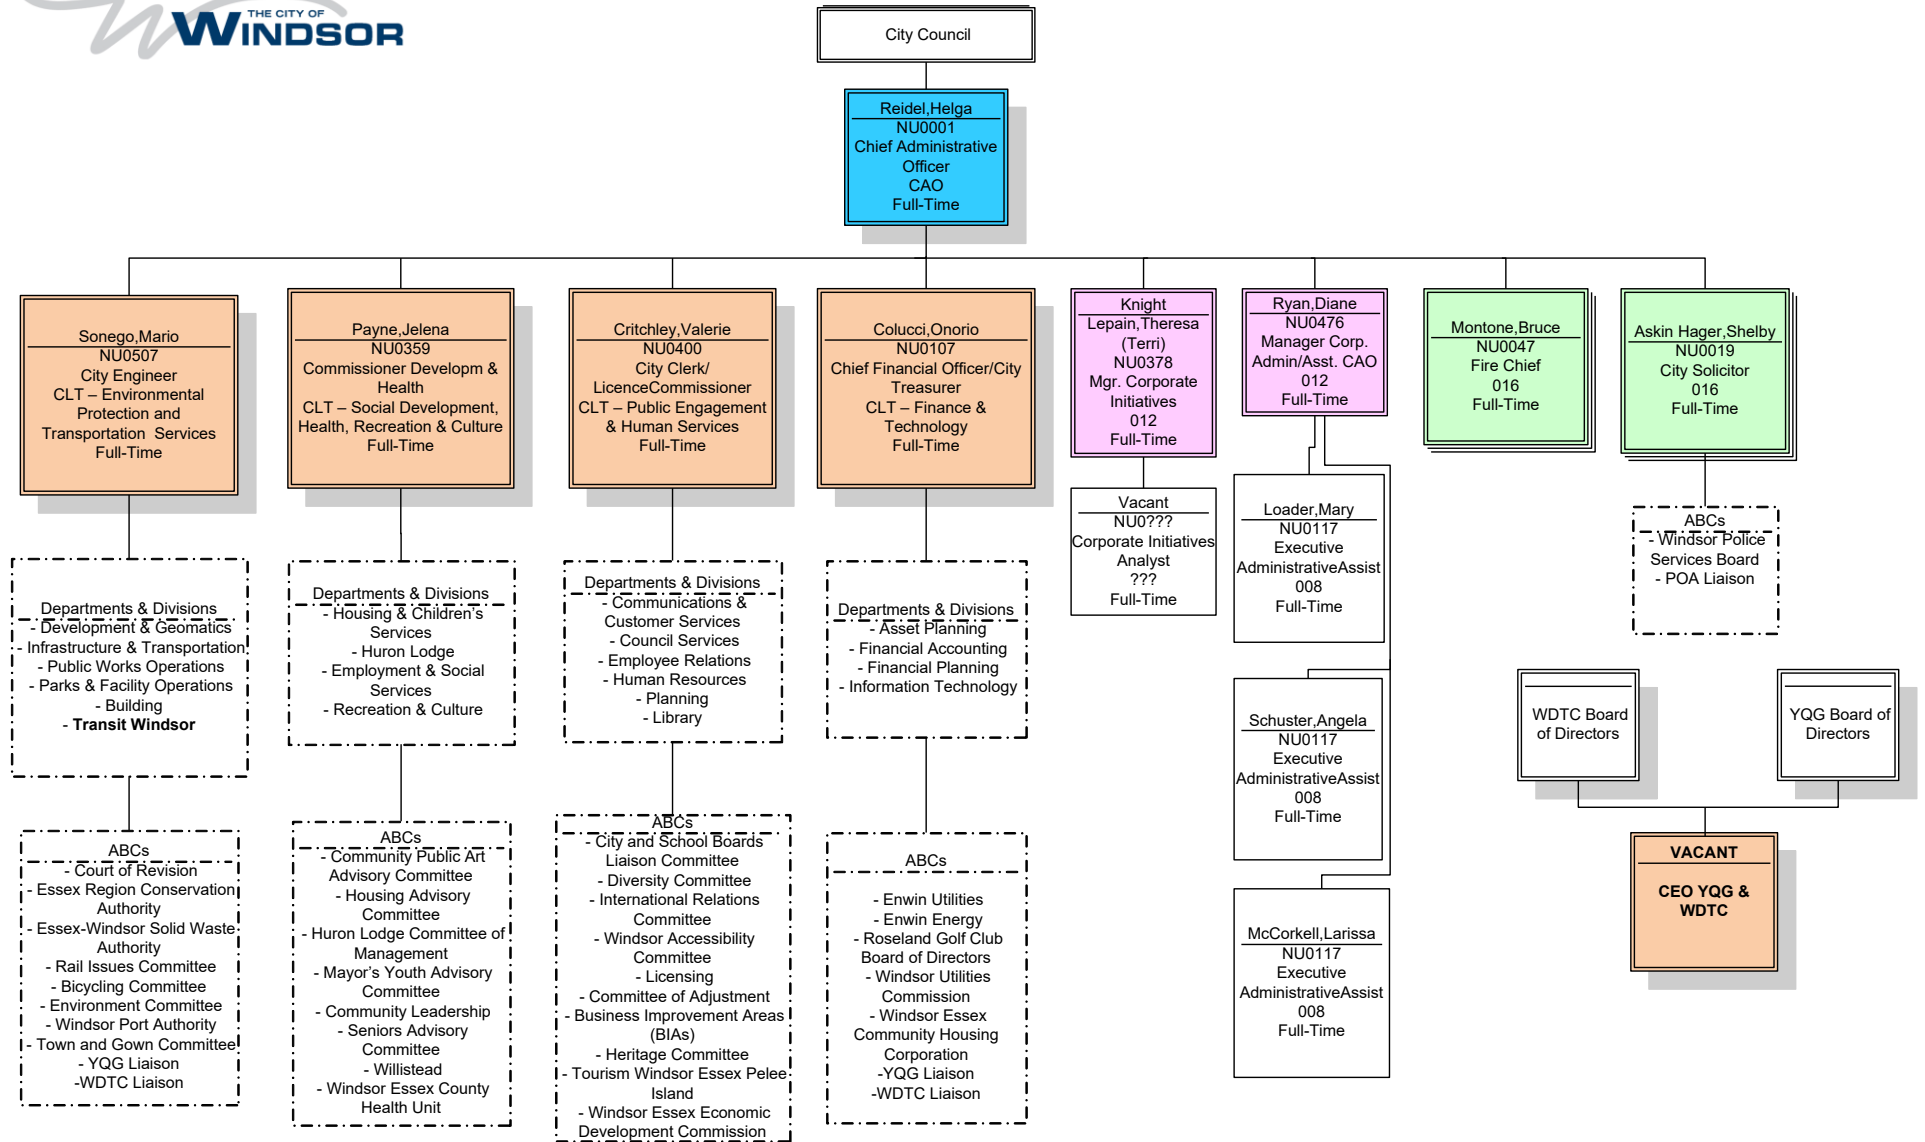 THE CITY OF
WINDSOR
City Council
Reidel,Helga
NU0001
Chief Administrative
Officer
CAO
Full-Time
Sonego,Mario
NU0507
City Engineer
CLT – Environmental
Protection and
Transportation  Services
Full-Time
Payne,Jelena
NU0359
Commissioner Developm &
Health
CLT – Social Development,
Health, Recreation & Culture
Full-Time
Critchley,Valerie
NU0400
City Clerk/
LicenceCommissioner
CLT – Public Engagement
& Human Services
Full-Time
Colucci,Onorio
NU0107
Chief Financial Officer/City
Treasurer
CLT – Finance &
Technology
Full-Time
Knight
Lepain,Theresa
(Terri)
NU0378
Mgr. Corporate
Initiatives
012
Full-Time
Ryan,Diane
NU0476
Manager Corp.
Admin/Asst. CAO
012
Full-Time
Montone,Bruce
NU0047
Fire Chief
016
Full-Time
Askin Hager,Shelby
NU0019
City Solicitor
016
Full-Time
Departments & Divisions
- Development & Geomatics
- Infrastructure & Transportation
- Public Works Operations
- Parks & Facility Operations
- Building
- Transit Windsor
Departments & Divisions
- Housing & Children's
Services
- Huron Lodge
- Employment & Social
Services
- Recreation & Culture
Departments & Divisions
- Communications &
Customer Services
- Council Services
- Employee Relations
- Human Resources
- Planning
- Library
Departments & Divisions
- Asset Planning
- Financial Accounting
- Financial Planning
- Information Technology
Vacant
NU0???
Corporate Initiatives
Analyst
???
Full-Time
Loader,Mary
NU0117
Executive
AdministrativeAssist
008
Full-Time
ABCs
- Windsor Police
Services Board
- POA Liaison
Schuster,Angela
NU0117
Executive
AdministrativeAssist
008
Full-Time
McCorkell,Larissa
NU0117
Executive
AdministrativeAssist
008
Full-Time
WDTC Board
of Directors
YQG Board of
Directors
VACANT
CEO YQG &
WDTC
ABCs
- Court of Revision
- Essex Region Conservation
Authority
- Essex-Windsor Solid Waste
Authority
- Rail Issues Committee
- Bicycling Committee
- Environment Committee
- Windsor Port Authority
- Town and Gown Committee
- YQG Liaison
-WDTC Liaison
ABCs
- Community Public Art
Advisory Committee
- Housing Advisory
Committee
- Huron Lodge Committee of
Management
- Mayor's Youth Advisory
Committee
- Community Leadership
- Seniors Advisory
Committee
- Willistead
- Windsor Essex County
Health Unit
ABCs
- City and School Boards
Liaison Committee
- Diversity Committee
- International Relations
Committee
- Windsor Accessibility
Committee
- Licensing
- Committee of Adjustment
- Business Improvement Areas
(BIAs)
- Heritage Committee
- Tourism Windsor Essex Pelee
Island
- Windsor Essex Economic
Development Commission
ABCs
- Enwin Utilities
- Enwin Energy
- Roseland Golf Club
Board of Directors
- Windsor Utilities
Commission
- Windsor Essex
Community Housing
Corporation
-YQG Liaison
-WDTC Liaison